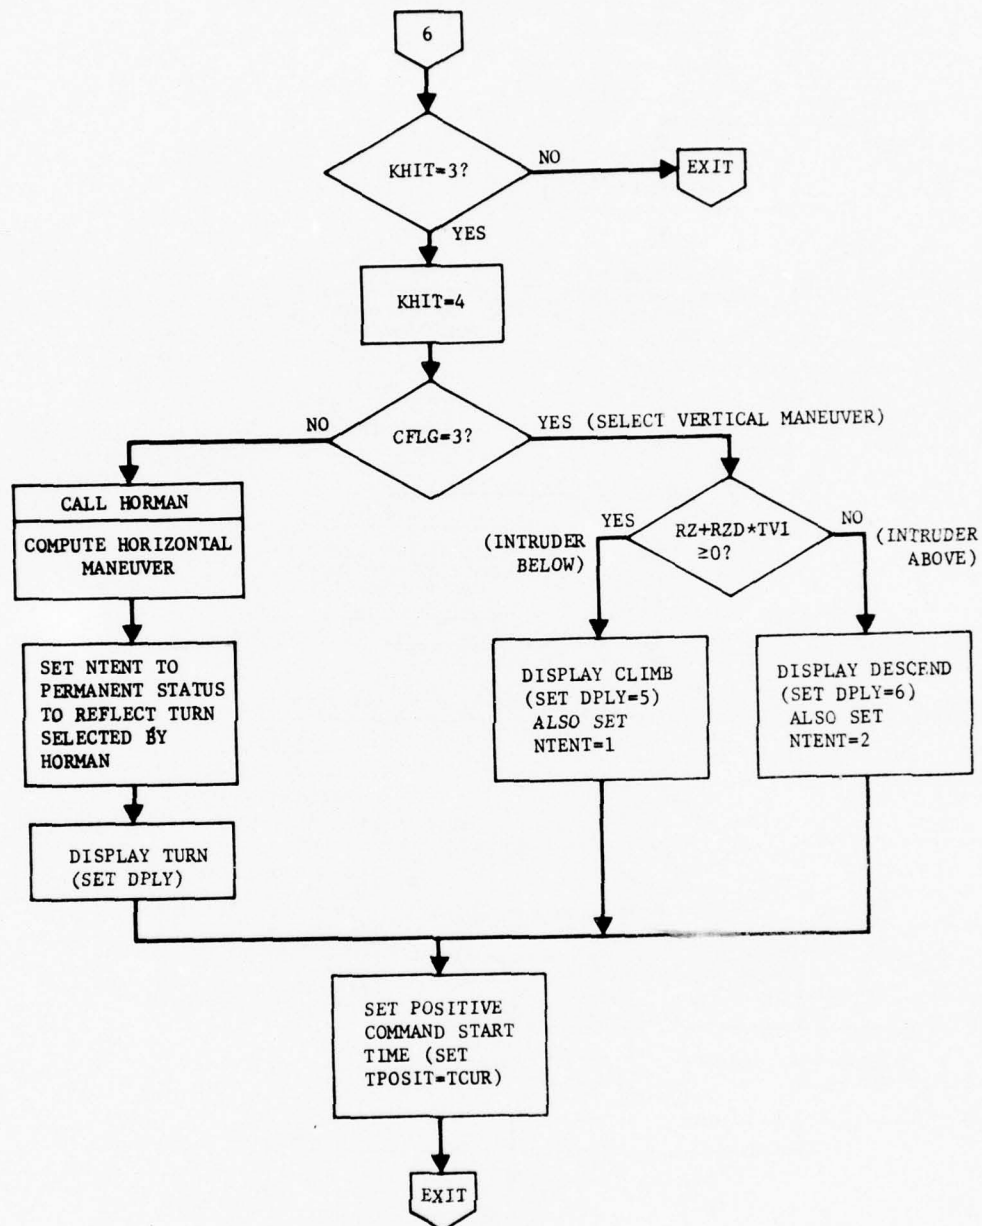 6
KHIT=3?
NO
EXIT
YES
KHIT=4
CFLG=3?
NO
YES (SELECT VERTICAL MANEUVER)
CALL HORMAN
COMPUTE HORIZONTAL
MANEUVER
SET NTENT TO
PERMANENT STATUS
TO REFLECT TURN
SELECTED BY
HORMAN
DISPLAY TURN
(SET DPLY)
RZ+RZD*TV1
≥0?
YES
(INTRUDER
BELOW)
NO
(INTRUDER
ABOVE)
DISPLAY CLIMB
(SET DPLY=5)
ALSO SET
NTENT=1
DISPLAY DESCEND
(SET DPLY=6)
ALSO SET
NTENT=2
SET POSITIVE
COMMAND START
TIME (SET
TPOSIT=TCUR)
EXIT